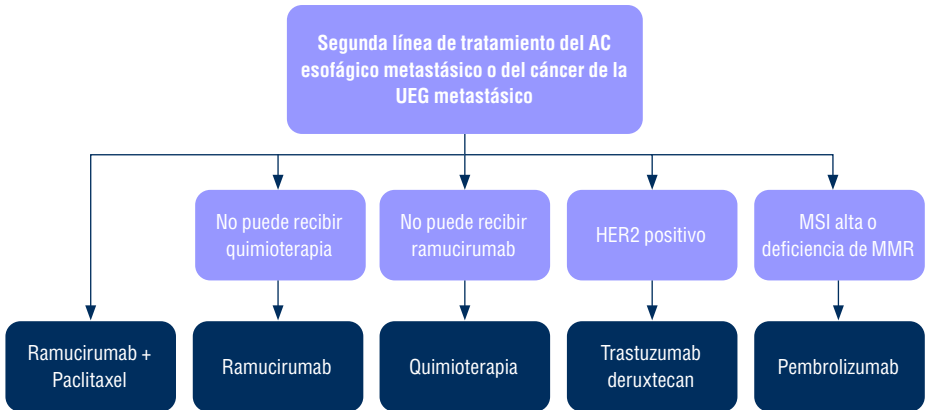 Segunda línea de tratamiento del AC
esofágico metastásico o del cáncer de la
UEG metastásico
No puede recibir
quimioterapia
No puede recibir
ramucirumab
HER2 positivo
MSI alta o
deficiencia de MMR
Ramucirumab +
Paclitaxel
Ramucirumab
Quimioterapia
Trastuzumab
deruxtecan
Pembrolizumab